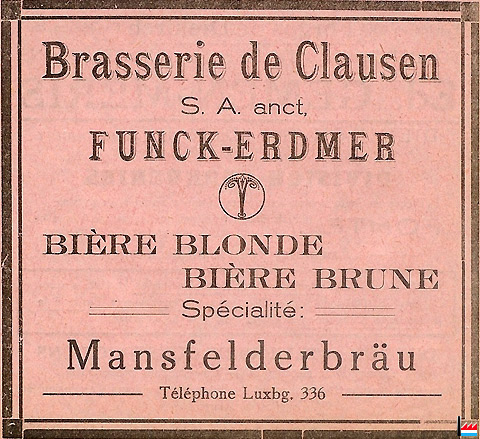 Brasserie de Clausen
S. A. anct,
FUNCK-ERDMER
BIÈRE BLONDE
BIÈRE BRUNE
Spécialité:
Mansfelderbräu
Téléphone Luxbg. 336